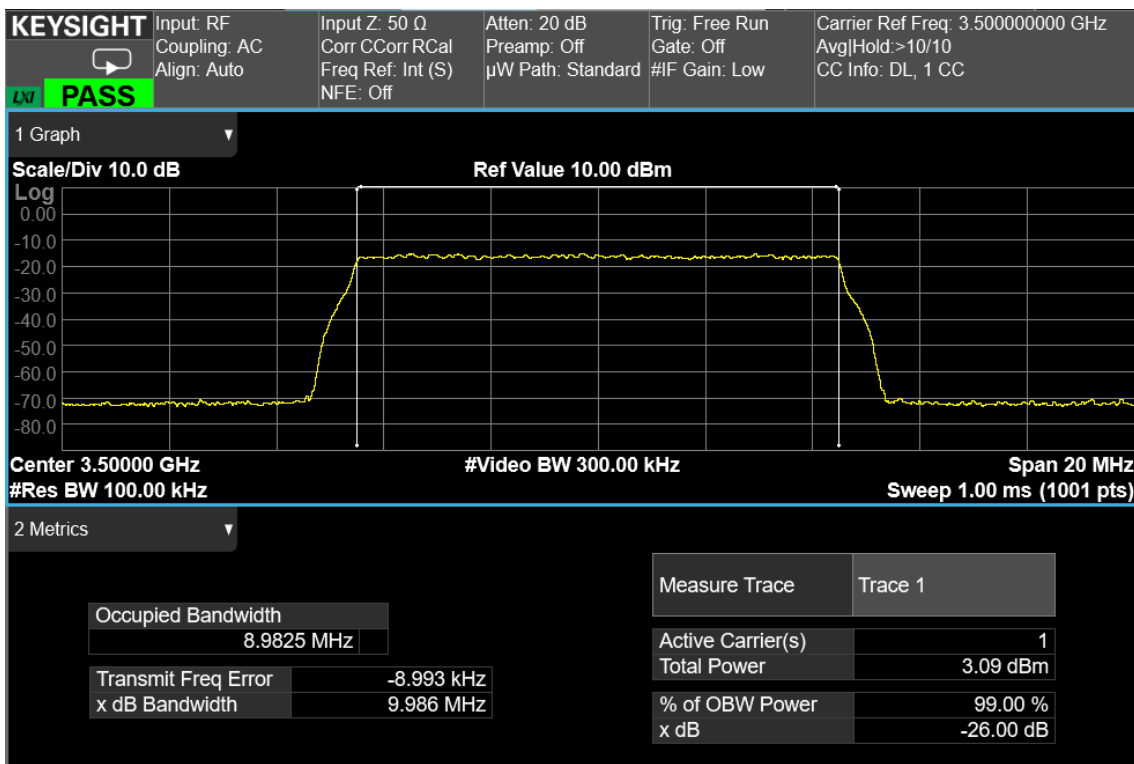 KEYSIGHT Input: RF Input Z: 50 Ω Atten: 20 dB Trig: Free Run Carrier Ref Freq: 3.500000000 GHz
Coupling: AC Corr CCorr RCal Preamp: Off Gate: Off Avg|Hold:>10/10
Align: Auto Freq Ref: Int (S) µW Path: Standard #IF Gain: Low CC Info: DL, 1 CC
LXI PASS NFE: Off
1 Graph
Scale/Div 10.0 dB Ref Value 10.00 dBm
Log
0.00
-10.0
-20.0
-30.0
-40.0
-50.0
-60.0
-70.0
-80.0
Center 3.50000 GHz #Video BW 300.00 kHz Span 20 MHz
#Res BW 100.00 kHz Sweep 1.00 ms (1001 pts)
2 Metrics
Measure Trace Trace 1
Occupied Bandwidth
8.9825 MHz
Active Carrier(s) 1
Total Power 3.09 dBm
Transmit Freq Error -8.993 kHz
x dB Bandwidth 9.986 MHz
% of OBW Power 99.00 %
x dB -26.00 dB